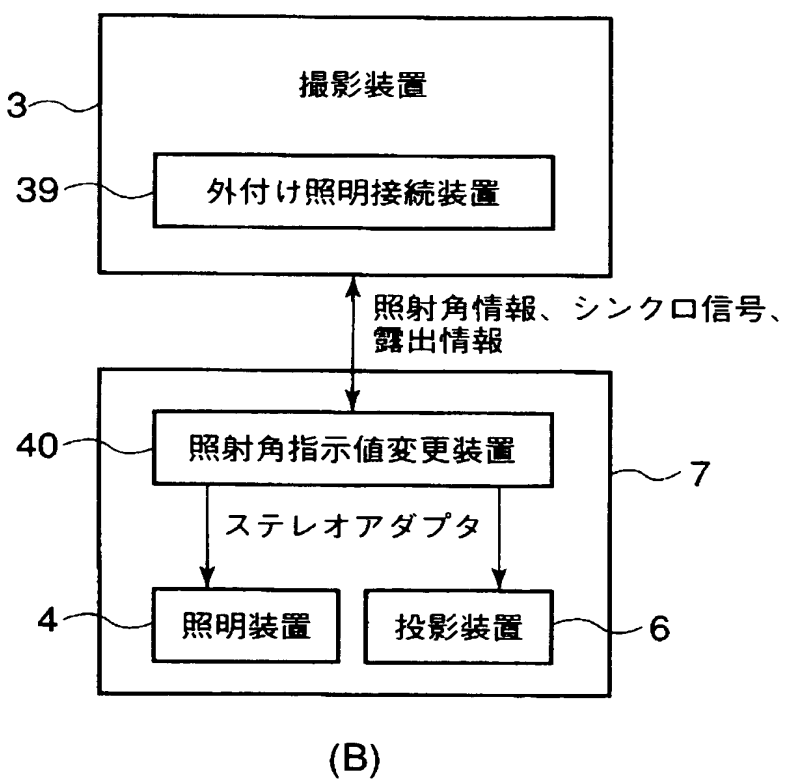 撮影装置
3
39
外付け照明接続装置
照射角情報、シンクロ信号、
露出情報
40
照射角指示値変更装置
7
ステレオアダプタ
4
照明装置
投影装置
6
(B)